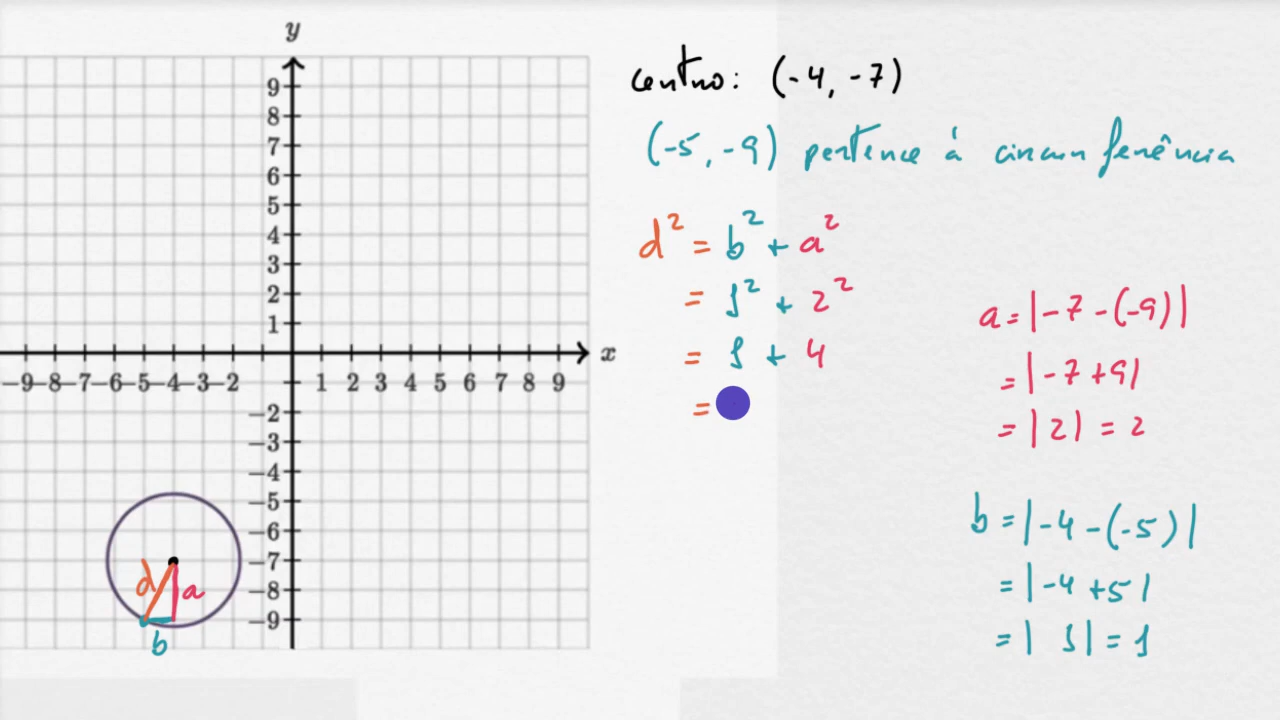 y
centro: (-4, -7)
(-5, -9) pertence à circunferência
d² = b² + a²
= 1² + 2²
= 1 + 4
=
a = |-7 - (-9)|
= |-7 + 9|
= |2| = 2
b = |-4 - (-5)|
= |-4 + 5|
= | 1| = 1
9
8
7
6
5
4
3
2
1
x
−9 −8 −7 −6 −5 −4 −3 −2 1 2 3 4 5 6 7 8 9
−2
−3
−4
−5
−6
−7
−8
−9
d a
b